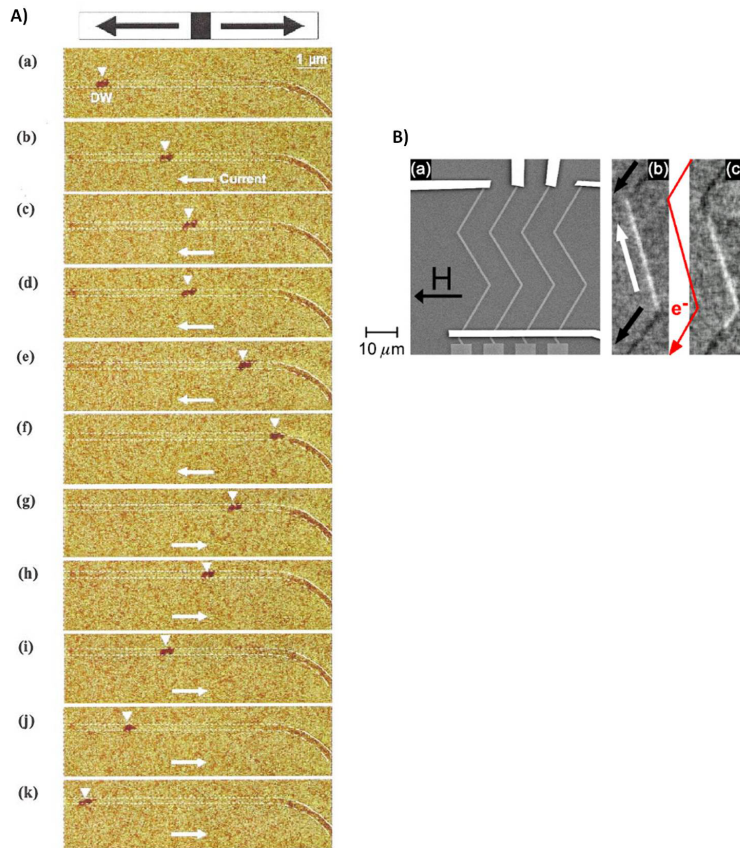 A)
(a)
1 µm
DW
(b)
Current
(c)
(d)
(e)
(f)
(g)
(h)
(i)
(j)
(k)
B)
(a)
(b)
(c)
H
e-
10 µm